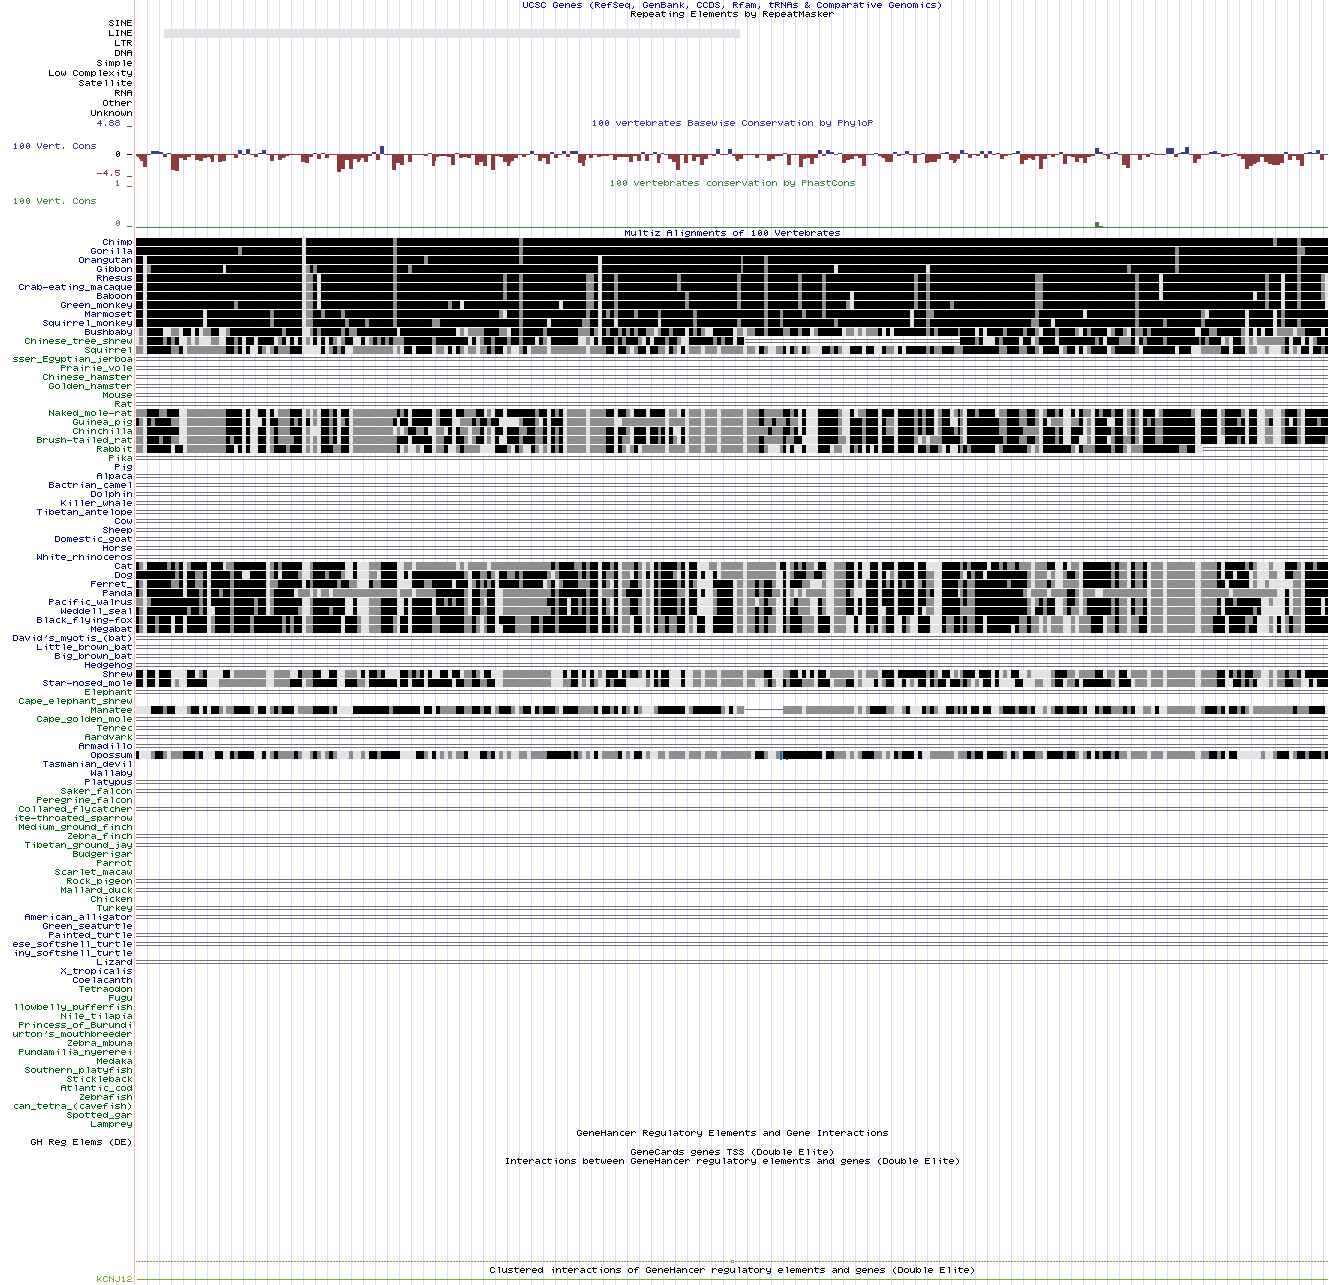 UCSC Genes (RefSeq, GenBank, CCDS, Rfam, tRNAs & Comparative Genomics)
Repeating Elements by RepeatMasker
SINE
LINE
LTR
DNA
Simple
Low Complexity
Satellite
RNA
Other
Unknown
4.88 _
100 vertebrates Basewise Conservation by PhyloP
100 Vert. Cons
0 -
-4.5 _
1 _
100 vertebrates conservation by PhastCons
100 Vert. Cons
0 _
Multiz Alignments of 100 Vertebrates
Chimp
Gorilla
Orangutan
Gibbon
Rhesus
Crab-eating_macaque
Baboon
Green_monkey
Marmoset
Squirrel_monkey
Bushbaby
Chinese_tree_shrew
Squirrel
sser_Egyptian_jerboa
Prairie_vole
Chinese_hamster
Golden_hamster
Mouse
Rat
Naked_mole-rat
Guinea_pig
Chinchilla
Brush-tailed_rat
Rabbit
Pika
Pig
Alpaca
Bactrian_camel
Dolphin
Killer_whale
Tibetan_antelope
Cow
Sheep
Domestic_goat
Horse
White_rhinoceros
Cat
Dog
Ferret_
Panda
Pacific_walrus
Weddell_seal
Black_flying-fox
Megabat
David's_myotis_(bat)
Little_brown_bat
Big_brown_bat
Hedgehog
Shrew
Star-nosed_mole
Elephant
Cape_elephant_shrew
Manatee
Cape_golden_mole
Tenrec
Aardvark
Armadillo
Opossum
Tasmanian_devil
Wallaby
Platypus
Saker_falcon
Peregrine_falcon
Collared_flycatcher
ite-throated_sparrow
Medium_ground_finch
Zebra_finch
Tibetan_ground_jay
Budgerigar
Parrot
Scarlet_macaw
Rock_pigeon
Mallard_duck
Chicken
Turkey
American_alligator
Green_seaturtle
Painted_turtle
ese_softshell_turtle
iny_softshell_turtle
Lizard
X_tropicalis
Coelacanth
Tetraodon
Fugu
llowbelly_pufferfish
Nile_tilapia
Princess_of_Burundi
urton's_mouthbreeder
Zebra_mbuna
Pundamilia_nyererei
Medaka
Southern_platyfish
Stickleback
Atlantic_cod
Zebrafish
can_tetra_(cavefish)
Spotted_gar
Lamprey
GeneHancer Regulatory Elements and Gene Interactions
GH Reg Elems (DE)
GeneCards genes TSS (Double Elite)
Interactions between GeneHancer regulatory elements and genes (Double Elite)
Clustered interactions of GeneHancer regulatory elements and genes (Double Elite)
KCNJ12